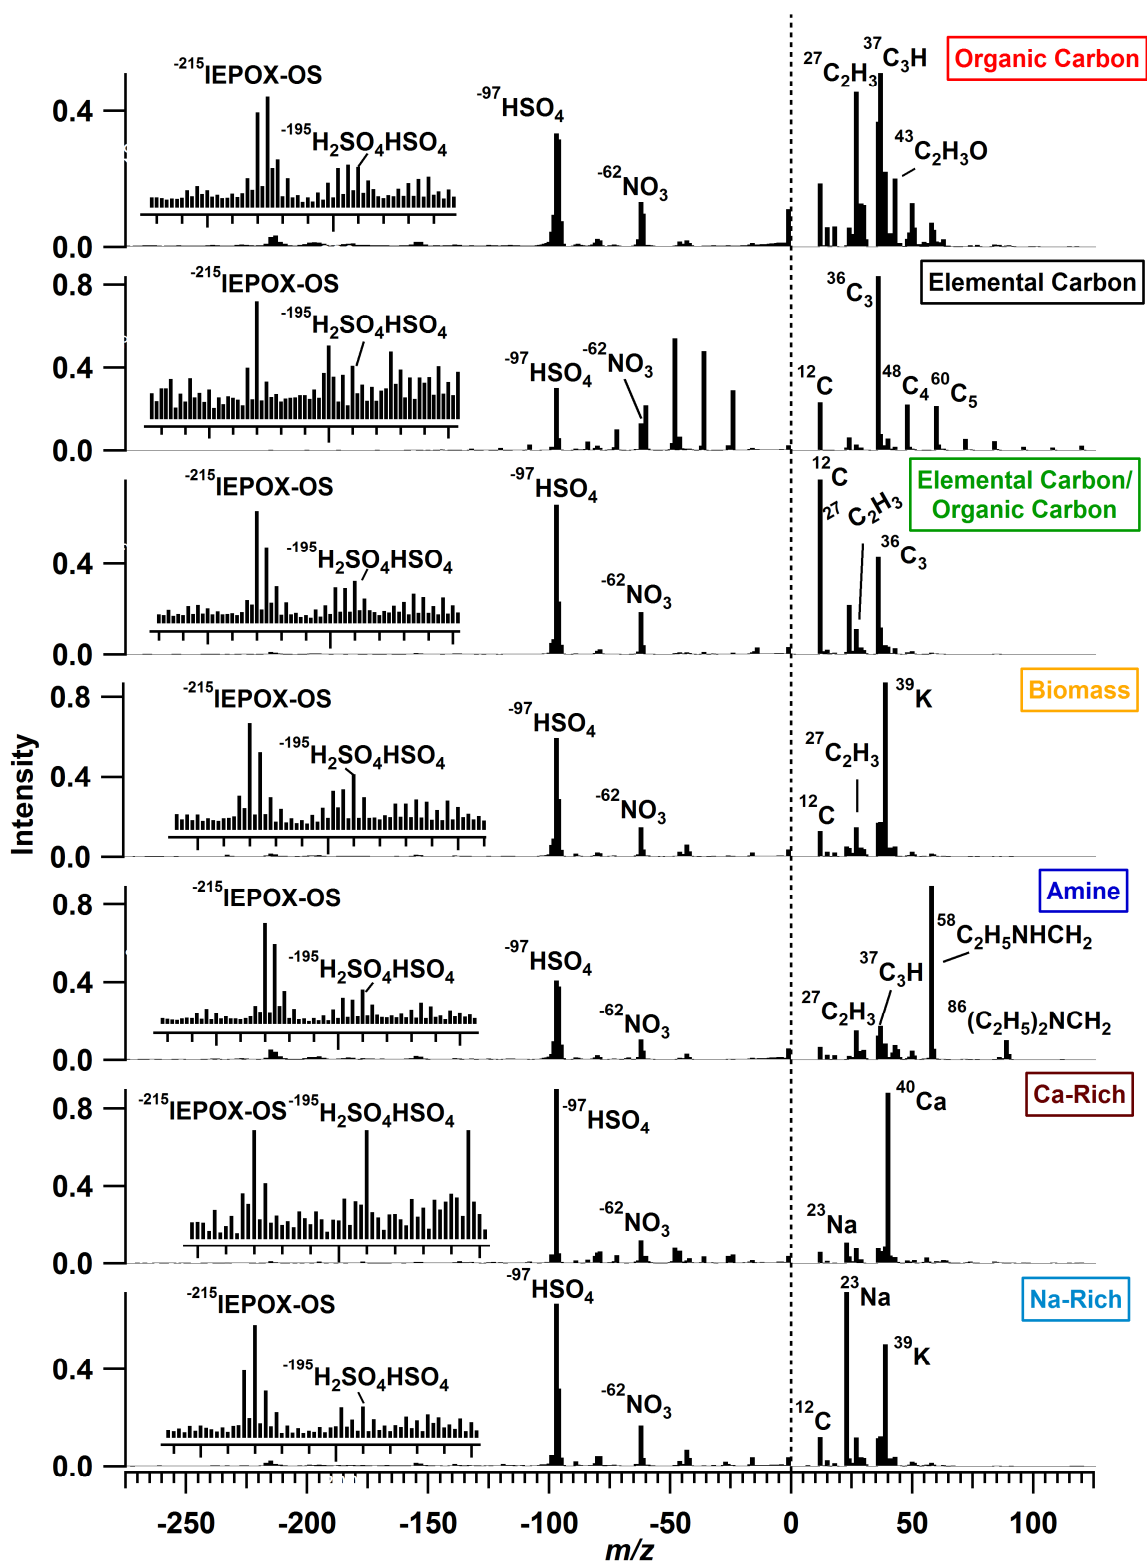 Organic Carbon
-215IEPOX-OS
-195H2SO4HSO4
-97HSO4
-62NO3
27C2H3
37C3H
43C2H3O
0.4
0.0
Elemental Carbon
-215IEPOX-OS
-195H2SO4HSO4
-97HSO4
-62NO3
12C
36C3
48C4
60C5
0.8
0.4
0.0
Elemental Carbon/
Organic Carbon
-215IEPOX-OS
-195H2SO4HSO4
-97HSO4
-62NO3
12C
27C2H3
36C3
0.4
0.0
Biomass
-215IEPOX-OS
-195H2SO4HSO4
-97HSO4
-62NO3
12C
27C2H3
39K
0.8
0.4
0.0
Amine
-215IEPOX-OS
-195H2SO4HSO4
-97HSO4
-62NO3
27C2H3
37C3H
58C2H5NHCH2
86(C2H5)2NCH2
0.8
0.4
0.0
Ca-Rich
-215IEPOX-OS
-195H2SO4HSO4
-97HSO4
-62NO3
23Na
40Ca
0.8
0.4
0.0
Na-Rich
-215IEPOX-OS
-195H2SO4HSO4
-97HSO4
-62NO3
12C
23Na
39K
0.4
0.0
Intensity
-250 -200 -150 -100 -50 0 50 100
m/z